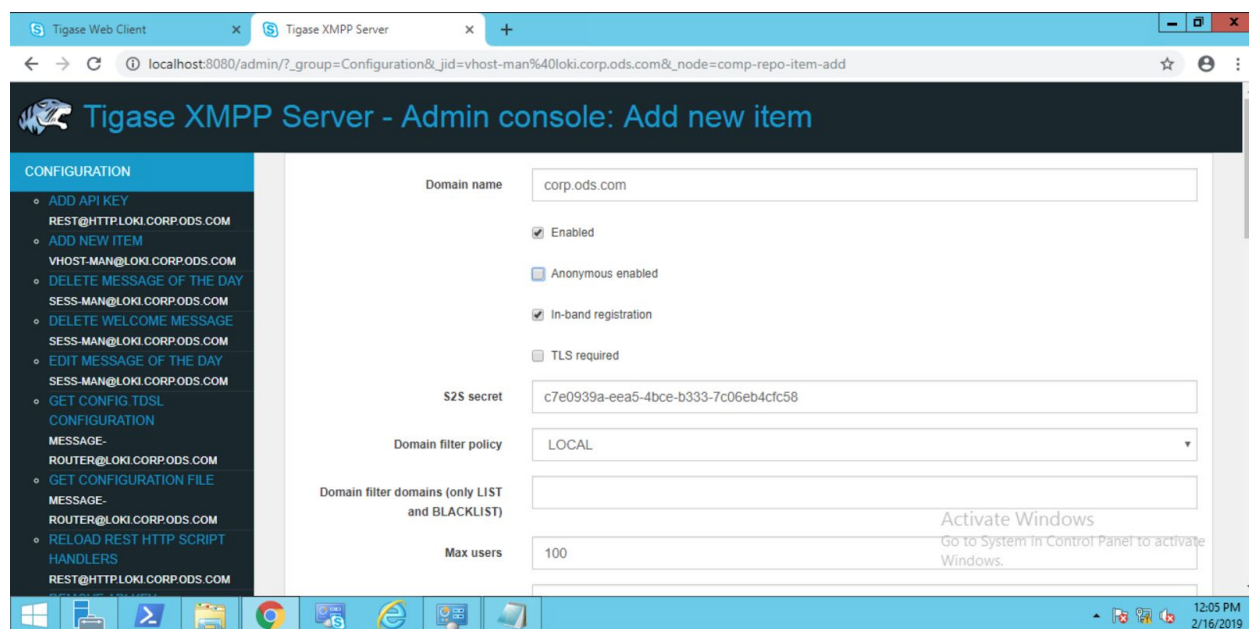 Tigase Web Client
Tigase XMPP Server
localhost:8080/admin/?_group=Configuration&_jid=vhost-man%40loki.corp.ods.com&_node=comp-repo-item-add
Tigase XMPP Server - Admin console: Add new item
CONFIGURATION
ADD API KEY
REST@HTTP.LOKI.CORP.ODS.COM
ADD NEW ITEM
VHOST-MAN@LOKI.CORP.ODS.COM
DELETE MESSAGE OF THE DAY
SESS-MAN@LOKI.CORP.ODS.COM
DELETE WELCOME MESSAGE
SESS-MAN@LOKI.CORP.ODS.COM
EDIT MESSAGE OF THE DAY
SESS-MAN@LOKI.CORP.ODS.COM
GET CONFIG.TDSL
CONFIGURATION
MESSAGE-
ROUTER@LOKI.CORP.ODS.COM
GET CONFIGURATION FILE
MESSAGE-
ROUTER@LOKI.CORP.ODS.COM
RELOAD REST HTTP SCRIPT
HANDLERS
REST@HTTP.LOKI.CORP.ODS.COM
Domain name corp.ods.com
Enabled
Anonymous enabled
In-band registration
TLS required
S2S secret c7e0939a-eea5-4bce-b333-7c06eb4cfc58
Domain filter policy LOCAL
Domain filter domains (only LIST
and BLACKLIST)
Max users 100
Activate Windows
Go to System in Control Panel to activate
Windows.
12:05 PM
2/16/2019